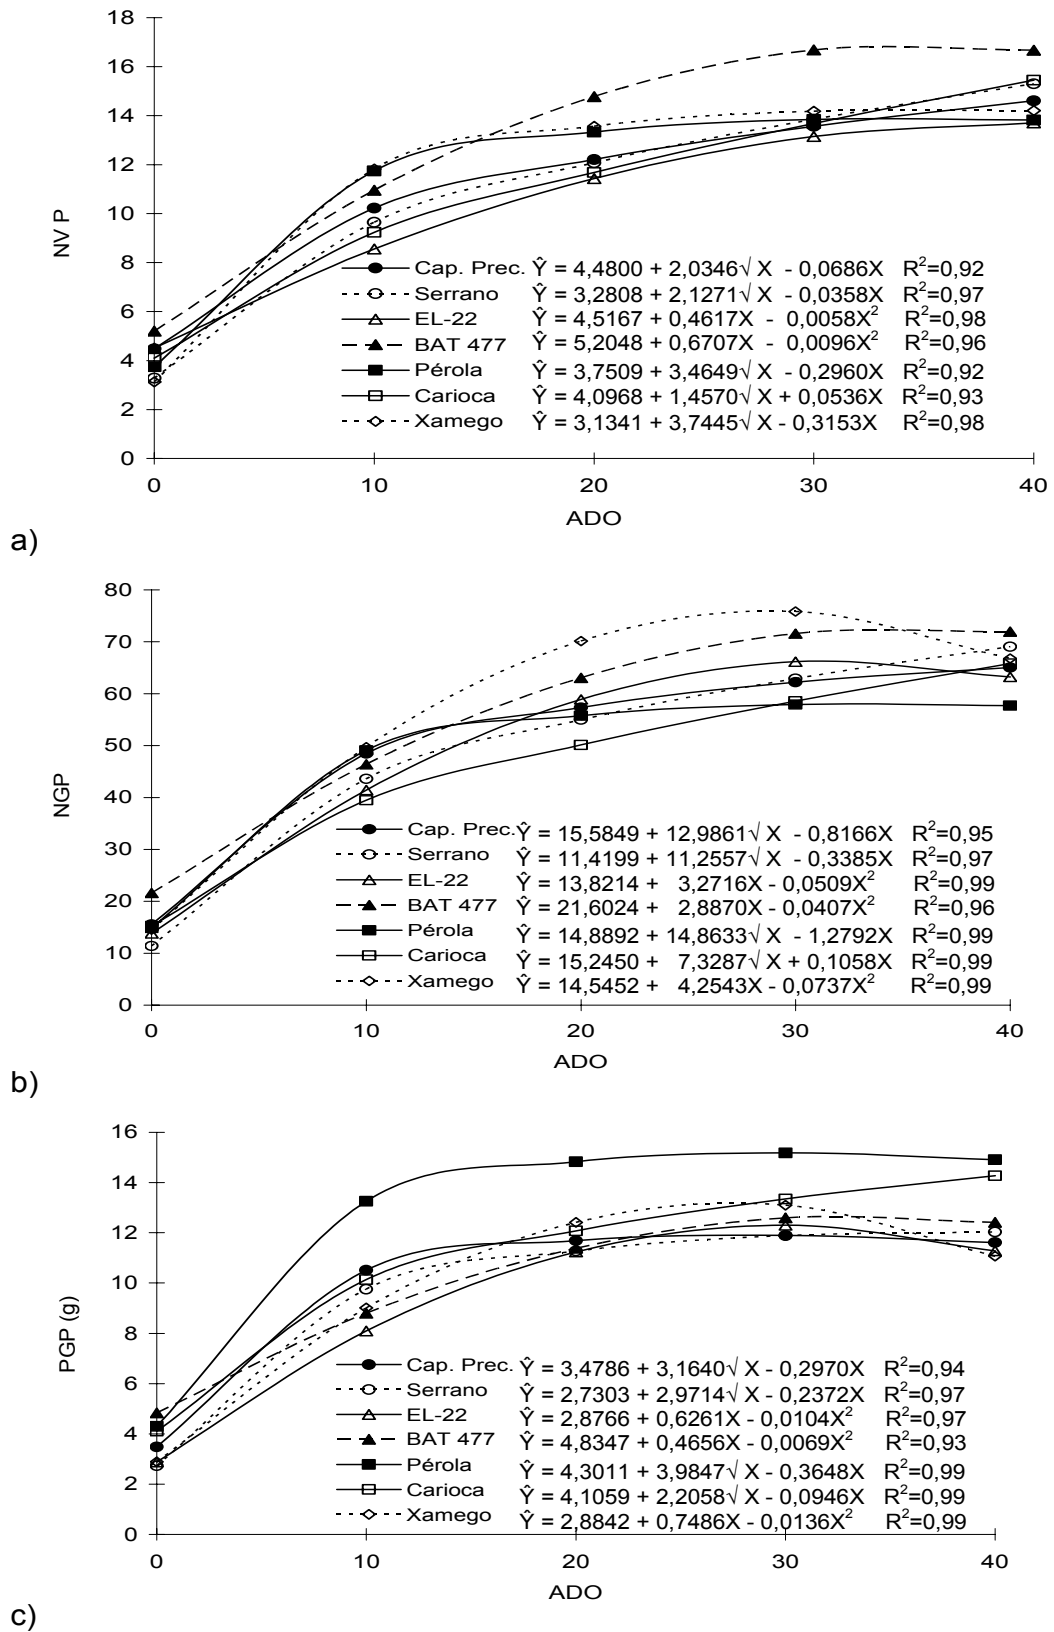 18
16
14
12
10
8
6
4
2
0
NV P
Cap. Prec. Ŷ = 4,4800 + 2,0346√ X - 0,0686X R²=0,92
Serrano Ŷ = 3,2808 + 2,1271√ X - 0,0358X R²=0,97
EL-22 Ŷ = 4,5167 + 0,4617X - 0,0058X² R²=0,98
BAT 477 Ŷ = 5,2048 + 0,6707X - 0,0096X² R²=0,96
Pérola Ŷ = 3,7509 + 3,4649√ X - 0,2960X R²=0,92
Carioca Ŷ = 4,0968 + 1,4570√ X + 0,0536X R²=0,93
Xamego Ŷ = 3,1341 + 3,7445√ X - 0,3153X R²=0,98
0 10 20 30 40
ADO
a)
80
70
60
50
40
30
20
10
0
NGP
Cap. Prec. Ŷ = 15,5849 + 12,9861√ X - 0,8166X R²=0,95
Serrano Ŷ = 11,4199 + 11,2557√ X - 0,3385X R²=0,97
EL-22 Ŷ = 13,8214 + 3,2716X - 0,0509X² R²=0,99
BAT 477 Ŷ = 21,6024 + 2,8870X - 0,0407X² R²=0,96
Pérola Ŷ = 14,8892 + 14,8633√ X - 1,2792X R²=0,99
Carioca Ŷ = 15,2450 + 7,3287√ X + 0,1058X R²=0,99
Xamego Ŷ = 14,5452 + 4,2543X - 0,0737X² R²=0,99
0 10 20 30 40
ADO
b)
16
14
12
10
8
6
4
2
0
PGP (g)
Cap. Prec. Ŷ = 3,4786 + 3,1640√ X - 0,2970X R²=0,94
Serrano Ŷ = 2,7303 + 2,9714√ X - 0,2372X R²=0,97
EL-22 Ŷ = 2,8766 + 0,6261X - 0,0104X² R²=0,97
BAT 477 Ŷ = 4,8347 + 0,4656X - 0,0069X² R²=0,93
Pérola Ŷ = 4,3011 + 3,9847√ X - 0,3648X R²=0,99
Carioca Ŷ = 4,1059 + 2,2058√ X - 0,0946X R²=0,99
Xamego Ŷ = 2,8842 + 0,7486X - 0,0136X² R²=0,99
0 10 20 30 40
ADO
c)